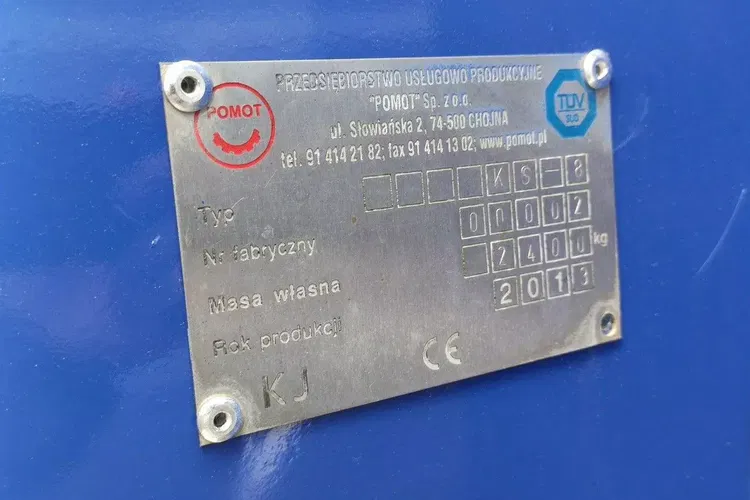 PRZEDSIĘBIORSTWO USŁUGOWO PRODUKCYJNE
"POMOT" Sp. z o.o.
ul. Słowiańska 2, 74-500 CHOJNA
tel. 91 414 21 82; fax 91 414 13 02; www.pomot.pl
POMOT
TÜV
SÜD
Typ KS-8
Nr fabryczny 00002
Masa własna 2400 kg
Rok produkcji 2013
KJ CE